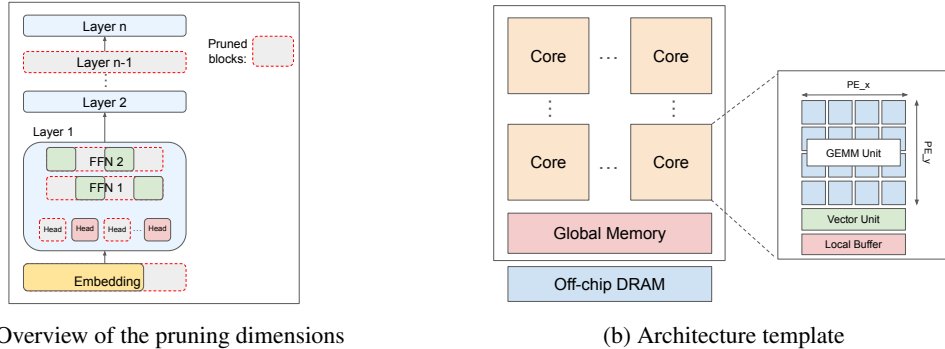 Layer n
Pruned
blocks:
Layer n-1
Layer 2
Layer 1
FFN 2
FFN 1
Head
Head
Head
...
Head
Embedding
Overview of the pruning dimensions
Core
...
Core
Core
...
Core
Global Memory
Off-chip DRAM
PE_x
PE_y
GEMM Unit
Vector Unit
Local Buffer
(b) Architecture template